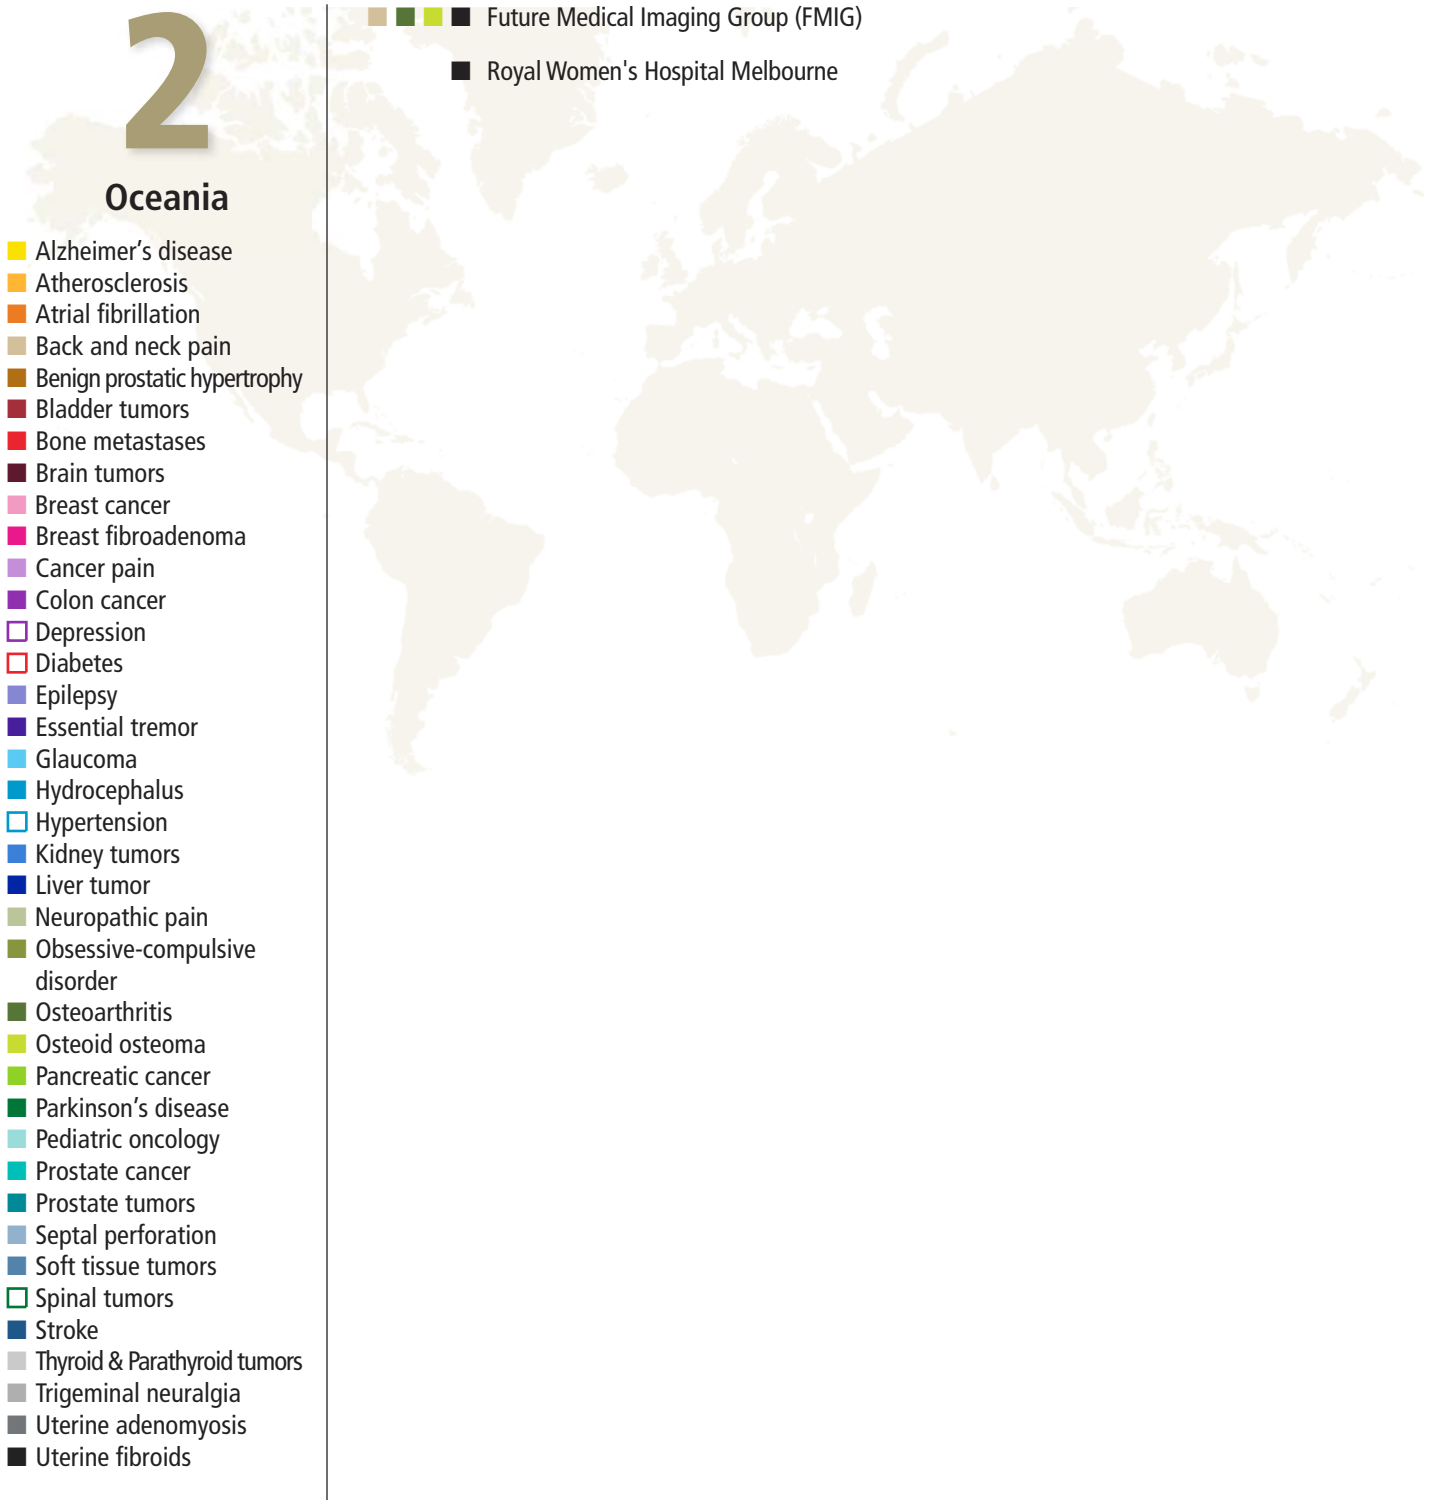 2
Oceania
Alzheimer’s disease
Atherosclerosis
Atrial fibrillation
Back and neck pain
Benign prostatic hypertrophy
Bladder tumors
Bone metastases
Brain tumors
Breast cancer
Breast fibroadenoma
Cancer pain
Colon cancer
Depression
Diabetes
Epilepsy
Essential tremor
Glaucoma
Hydrocephalus
Hypertension
Kidney tumors
Liver tumor
Neuropathic pain
Obsessive-compulsive
disorder
Osteoarthritis
Osteoid osteoma
Pancreatic cancer
Parkinson’s disease
Pediatric oncology
Prostate cancer
Prostate tumors
Septal perforation
Soft tissue tumors
Spinal tumors
Stroke
Thyroid & Parathyroid tumors
Trigeminal neuralgia
Uterine adenomyosis
Uterine fibroids
Future Medical Imaging Group (FMIG)
Royal Women's Hospital Melbourne